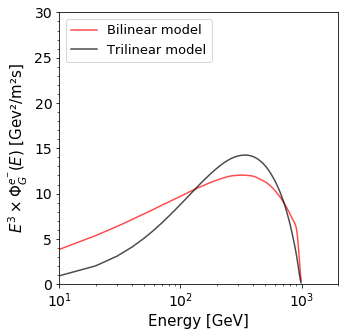 30
25
20
15
10
5
0
E³ × Φ_G^{e⁻}(E) [Gev²/m²s]
Bilinear model
Trilinear model
10¹
10²
10³
Energy [GeV]